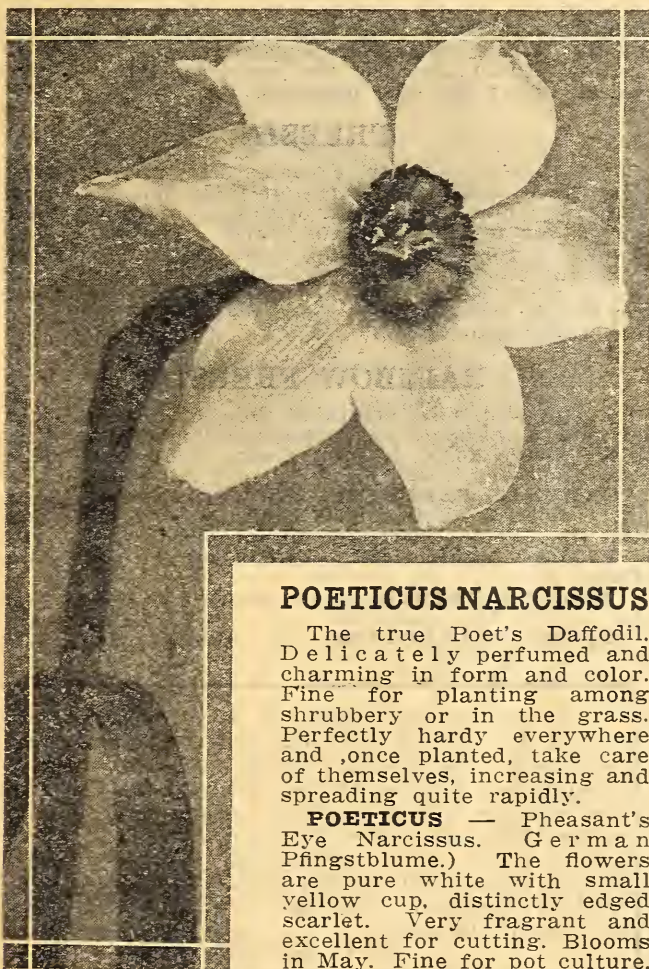 POETICUS NARCISSUS
The true Poet's Daffodil.
Delicately perfumed and
charming in form and color.
Fine for planting among
shrubbery or in the grass.
Perfectly hardy everywhere
and ,once planted, take care
of themselves, increasing and
spreading quite rapidly.
POETICUS — Pheasant's
Eye Narcissus. German
Pfingstblume.) The flowers
are pure white with small
yellow cup, distinctly edged
scarlet. Very fragrant and
excellent for cutting. Blooms
in May. Fine for pot culture.